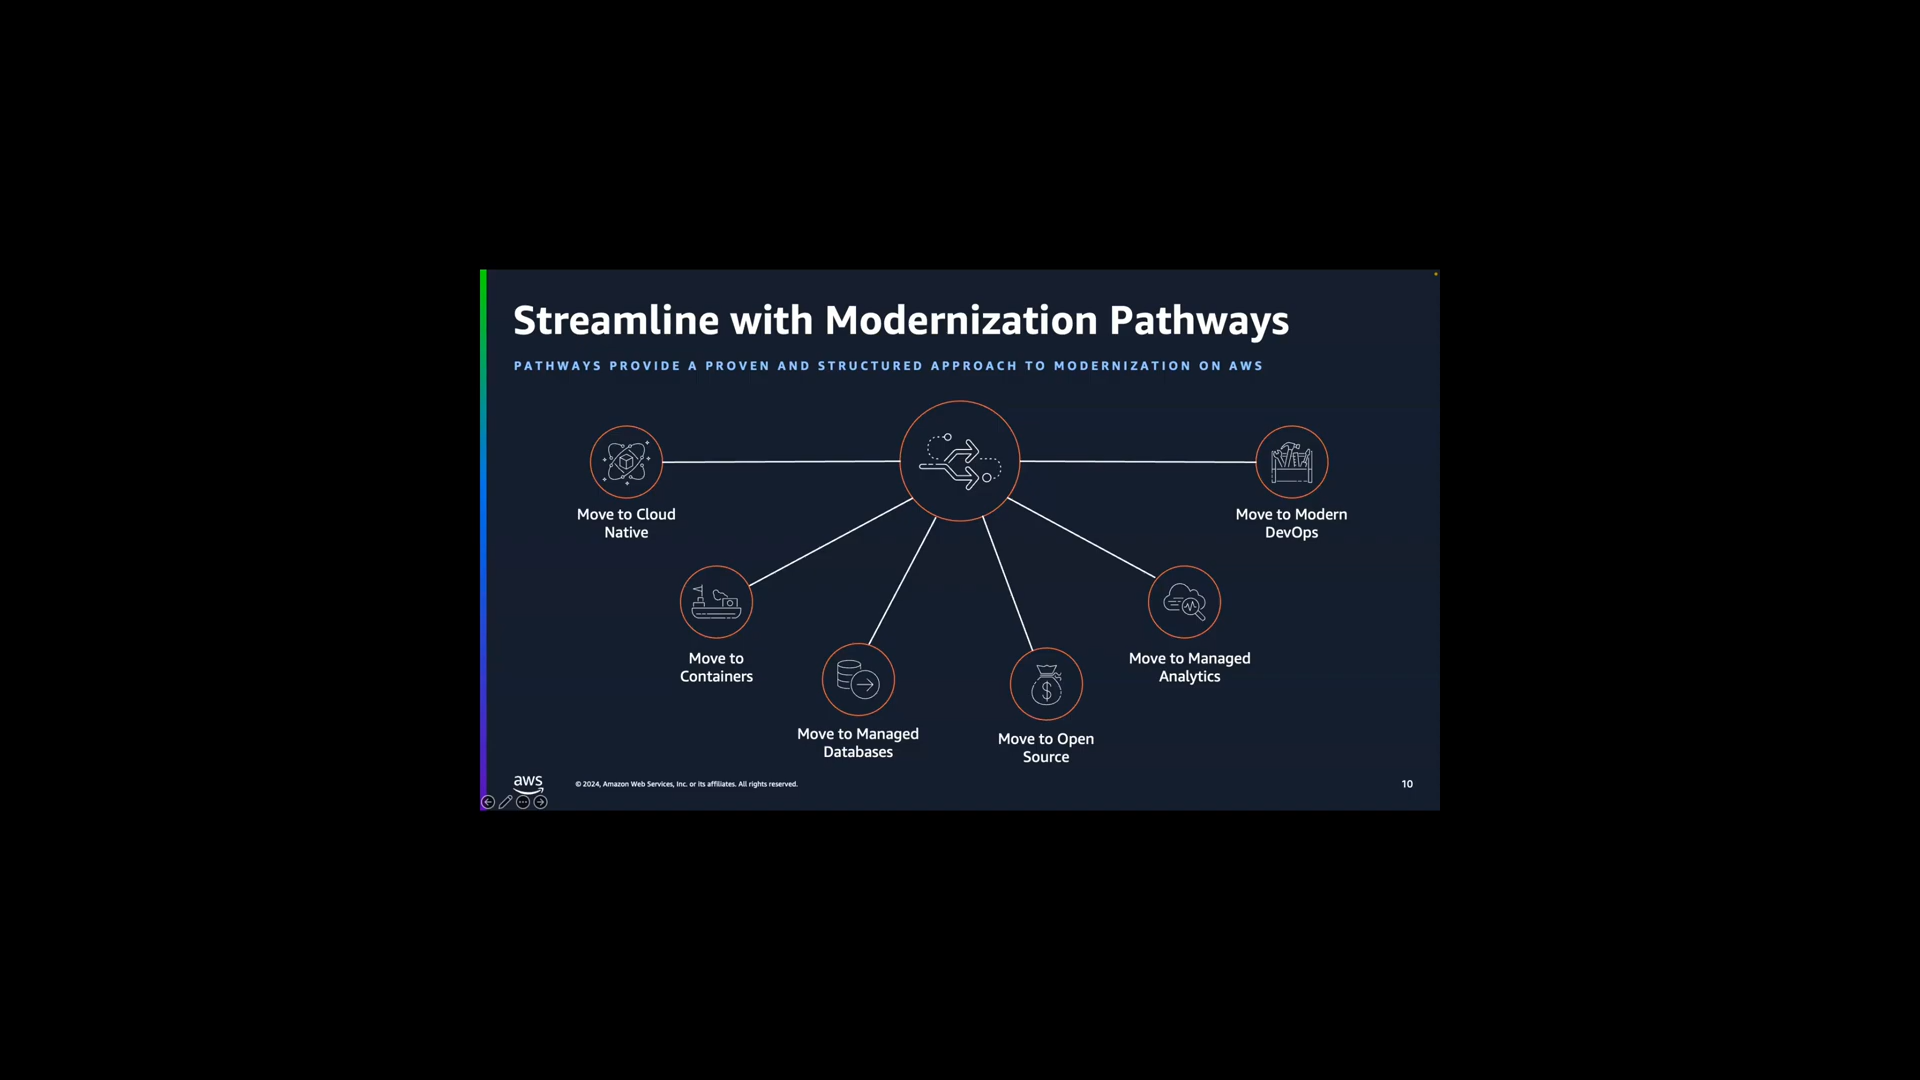 Streamline with Modernization Pathways
PATHWAYS PROVIDE A PROVEN AND STRUCTURED APPROACH TO MODERNIZATION ON AWS
Move to Cloud
Native
Move to Modern
DevOps
Move to
Containers
Move to Managed
Analytics
Move to Managed
Databases
$
Move to Open
Source
aws
© 2024, Amazon Web Services, Inc. or its affiliates. All rights reserved.
10